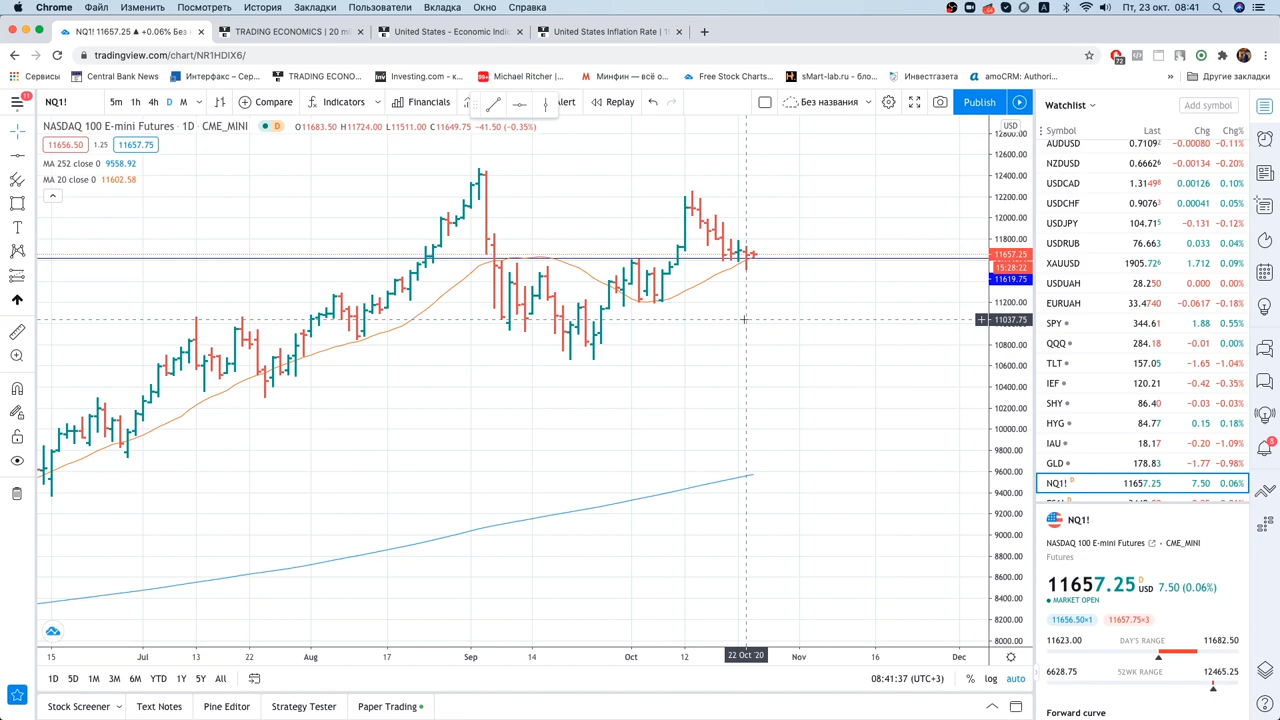 Chrome Файл Изменить Посмотреть История Закладки Пользователи Вкладка Окно Справка A Пт, 23 окт. 08:41
NQ1! 11657.25 ▲ +0.06% Без TRADING ECONOMICS | 20 mi United States - Economic Indic United States Inflation Rate | 1
tradingview.com/chart/NR1HDIX6/ 72
Сервисы Central Bank News Интерфакс – Сер... TRADING ECONO... Investing.com - к... Michael Ritcher |... Минфин — всё о... Free Stock Charts... sMart-lab.ru - бло... Инвестгазета amoCRM: Authori... » Другие закладки
11 NQ1! 5m 1h 4h D M Compare Indicators Financials Alert Replay Без названия Publish Watchlist Add symbol
NASDAQ 100 E-mini Futures · 1D · CME_MINI D 11683.50 H11724.00 L11511.00 C11649.75 -41.50 (-0.35%)
11656.50 1.25 11657.75
MA 252 close 0 9558.92
MA 20 close 0 11602.58
USD
12800.00
12600.00
12400.00
12200.00
12000.00
11800.00
11657.25
15:28:22
11619.75
11200.00
11037.75
10800.00
10600.00
10400.00
10200.00
10000.00
9800.00
9600.00
9400.00
9200.00
9000.00
8800.00
8600.00
8400.00
8200.00
8000.00
15 Jul 13 22 Aug 17 Sep 14 Oct 12 22 Oct '20 Nov 16 Dec
1D 5D 1M 3M 6M YTD 1Y 5Y All 08:41:37 (UTC+3) % log auto
Stock Screener Text Notes Pine Editor Strategy Tester Paper Trading
Symbol Last Chg Chg%
AUDUSD 0.7109² −0.00080 −0.11%
NZDUSD 0.6662⁶ −0.00134 −0.20%
USDCAD 1.3149⁸ 0.00126 0.10%
USDCHF 0.9076³ 0.00041 0.05%
USDJPY 104.71⁵ −0.131 −0.12%
USDRUB 76.663 0.033 0.04%
XAUUSD 1905.72⁶ 1.712 0.09%
USDUAH 28.250 0.000 0.00%
EURUAH 33.4740 −0.0617 −0.18%
SPY 344.61 1.88 0.55%
QQQ 284.18 −0.01 0.00%
TLT 157.05 −1.65 −1.04%
IEF 120.21 −0.42 −0.35%
SHY 86.40 −0.03 −0.03%
HYG 84.77 0.15 0.18%
IAU 18.17 −0.20 −1.09%
GLD 178.83 −1.77 −0.98%
NQ1! D 11657.25 7.50 0.06%
8
NQ1!
NASDAQ 100 E-mini Futures · CME_MINI
Futures
11657.25 D USD 7.50 (0.06%)
MARKET OPEN
11656.50×1 11657.75×3
11623.00 DAY'S RANGE 11682.50
6628.75 52WK RANGE 12465.25
Forward curve